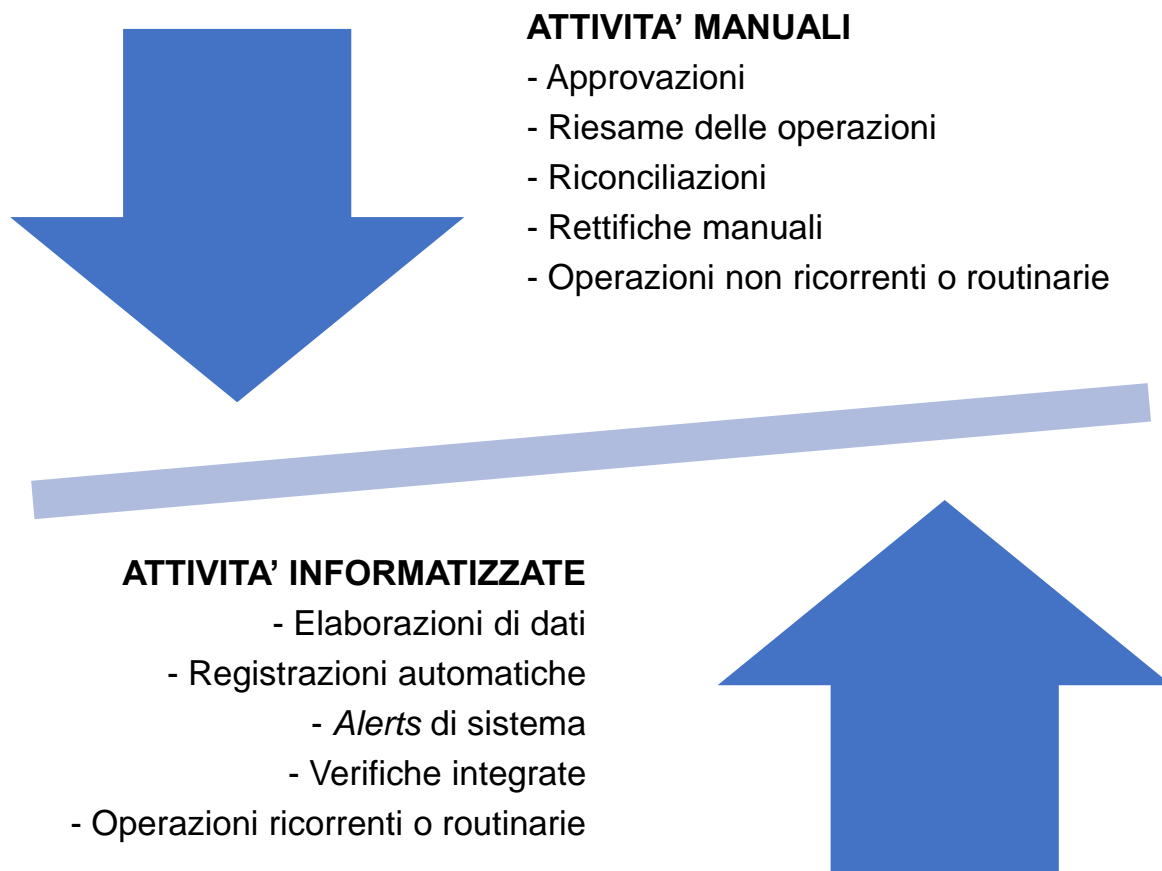 ATTIVITA’ MANUALI
- Approvazioni
- Riesame delle operazioni
- Riconciliazioni
- Rettifiche manuali
- Operazioni non ricorrenti o routinarie
ATTIVITA’ INFORMATIZZATE
- Elaborazioni di dati
- Registrazioni automatiche
- Alerts di sistema
- Verifiche integrate
- Operazioni ricorrenti o routinarie